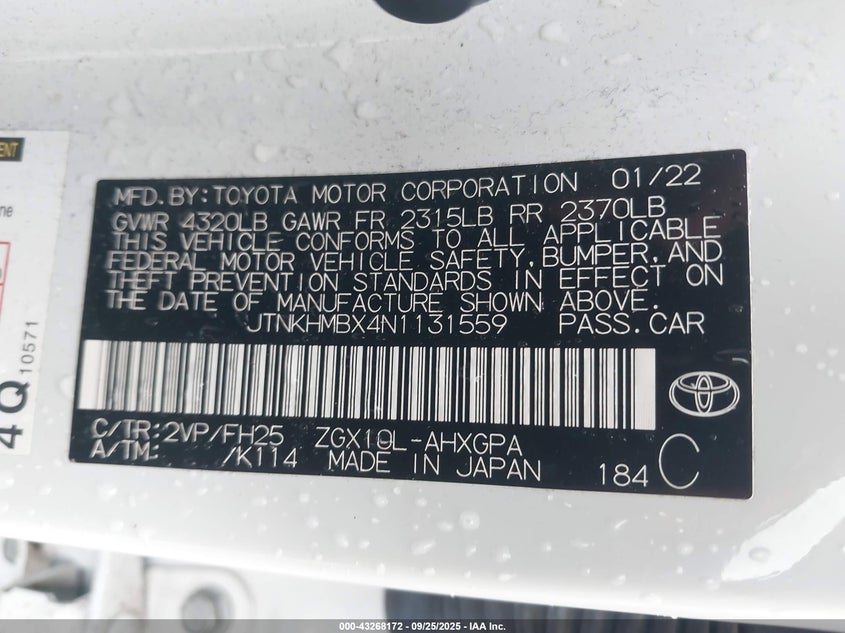 MFD.BY:TOYOTA MOTOR CORPORATION 01/22
GVWR 4320LB GAWR FR 2315LB RR 2370LB
THIS VEHICLE CONFORMS TO ALL APPLICABLE
FEDERAL MOTOR VEHICLE SAFETY,BUMPER,AND
THEFT PREVENTION STANDARDS IN EFFECT ON
THE DATE OF MANUFACTURE SHOWN ABOVE.
JTNKHMBX4N1131559 PASS.CAR
C/TR:2VP/FH25 ZGX10L-AHXGPA
A/TM: /K114 MADE IN JAPAN 184 C
4Q 10571
000-43268172 - 09/25/2025 - IAA Inc.